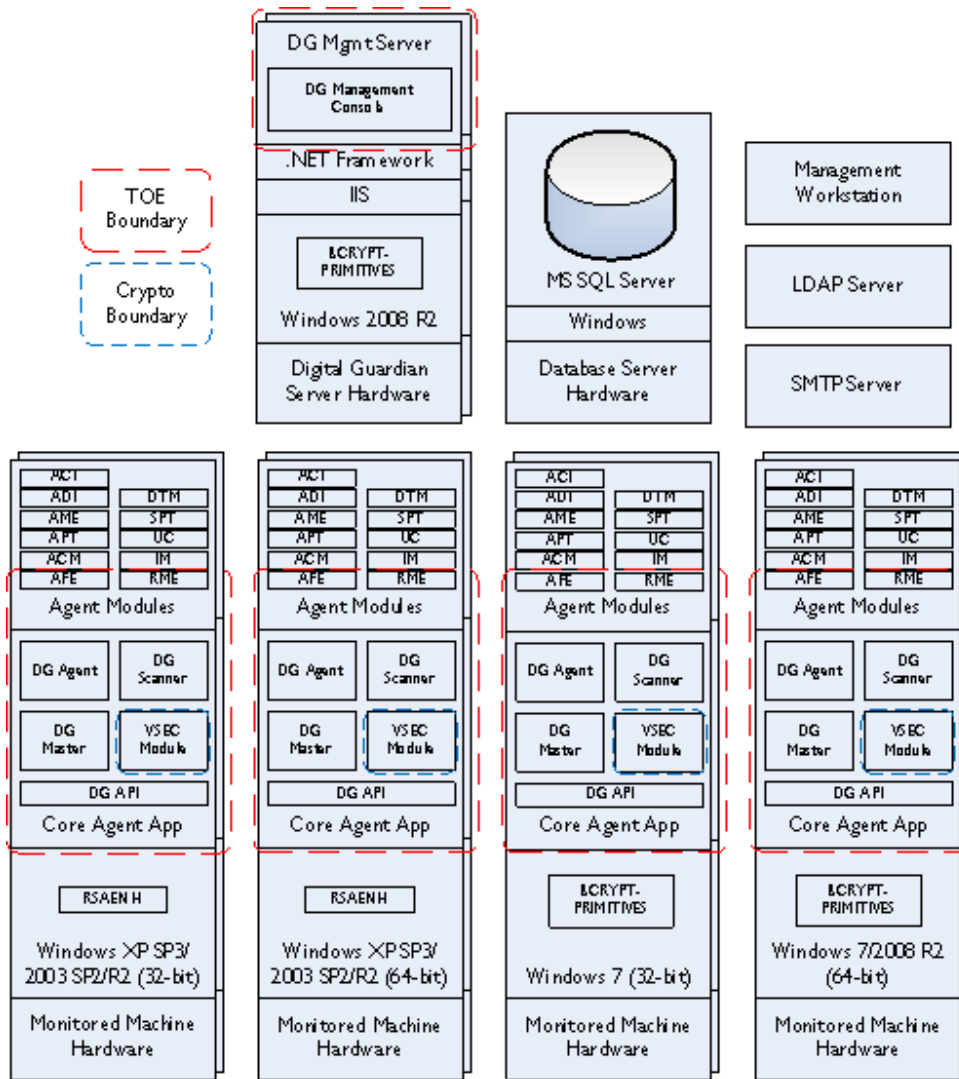 DG Mgmt Server
DG Management
Console
.NET Framework
IIS
BCRYPT-
PRIMITIVES
Windows 2008 R2
Digital Guardian
Server Hardware
TOE
Boundary
Crypto
Boundary
MS SQL Server
Windows
Database Server
Hardware
Management
Workstation
LDAP Server
SMTP Server
ACI
ADI DTM
AME SPT
APT UC
ACM IM
AFE RME
Agent Modules
DG Agent
DG
Scanner
DG
Master
VSEC
Module
DG API
Core Agent App
RSAENH
Windows XP SP3/
2003 SP2/R2 (32-bit)
Monitored Machine
Hardware
ACI
ADI DTM
AME SPT
APT UC
ACM IM
AFE RME
Agent Modules
DG Agent
DG
Scanner
DG
Master
VSEC
Module
DG API
Core Agent App
RSAENH
Windows XP SP3/
2003 SP2/R2 (64-bit)
Monitored Machine
Hardware
ACI
ADI DTM
AME SPT
APT UC
ACM IM
AFE RME
Agent Modules
DG Agent
DG
Scanner
DG
Master
VSEC
Module
DG API
Core Agent App
BCRYPT-
PRIMITIVES
Windows 7 (32-bit)
Monitored Machine
Hardware
ACI
ADI DTM
AME SPT
APT UC
ACM IM
AFE RME
Agent Modules
DG Agent
DG
Scanner
DG
Master
VSEC
Module
DG API
Core Agent App
BCRYPT-
PRIMITIVES
Windows 7/2008 R2
(64-bit)
Monitored Machine
Hardware